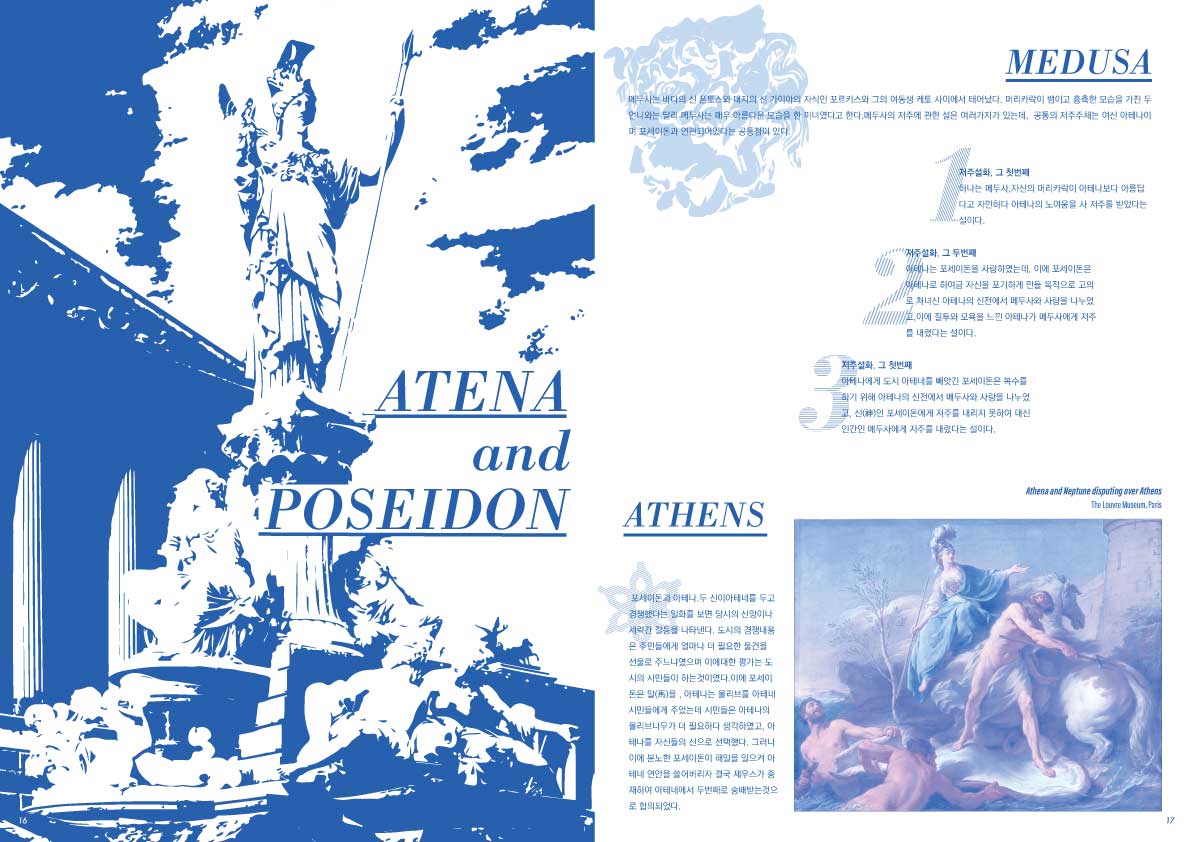 ATENA
and
POSEIDON
16
MEDUSA
메두사는 바다의 신 폰토스와 대지의 신 가이아의 자식인 포르키스와 그의 여동생 케토 사이에서 태어났다. 머리카락이 뱀이고 흉측한 모습을 가진 두
언니와는 달리 메두사는 매우 아름다운 모습을 한 미녀였다고 한다.메두사의 저주에 관한 설은 여러가지가 있는데, 공통의 저주주체는 여신 아테나이
며 포세이돈과 연관되어있다는 공통점이 있다.
1
저주설화, 그 첫번째
하나는 메두사,자신의 머리카락이 아테나보다 아름답
다고 자만하다 아테나의 노여움을 사 저주를 받았다는
설이다.
2
저주설화, 그 두번째
아테나는 포세이돈을 사랑하였는데, 이에 포세이돈은
아테나로 하여금 자신을 포기하게 만들 목적으로 고의
로 처녀신 아테나의 신전에서 메두사와 사랑을 나누었
고,이에 질투와 모욕을 느낀 아테나가 메두사에게 저주
를 내렸다는 설이다.
3
저주설화, 그 첫번째
아테나에게 도시 아테네를 빼앗긴 포세이돈은 복수를
하기 위해 아테나의 신전에서 메두사와 사랑을 나누었
고, 신(神)인 포세이돈에게 저주를 내리지 못하여 대신
인간인 메두사에게 저주를 내렸다는 설이다.
ATHENS
포세이돈과 아테나.두 신이아테네를 두고
경쟁했다는 일화를 보면 당시의 신앙이나
세력간 갈등을 나타낸다. 도시의 경쟁내용
은 주민들에게 얼마나 더 필요한 물건을
선물로 주느냐였으며 이에대한 평가는 도
시의 시민들이 하는것이였다.이에 포세이
돈은 말(馬)을 , 아테나는 올리브를 아테네
시민들에게 주었는데 시민들은 아테나의
올리브나무가 더 필요하다 생각하였고, 아
테나를 자신들의 신으로 선택했다. 그러나
이에 분노한 포세이돈이 해일을 일으켜 아
테네 연안을 쓸어버리자 결국 제우스가 중
재하여 아테네에서 두번째로 숭배받는것으
로 합의되었다.
Athena and Neptune disputing over Athens
The Louvre Museum, Paris
17